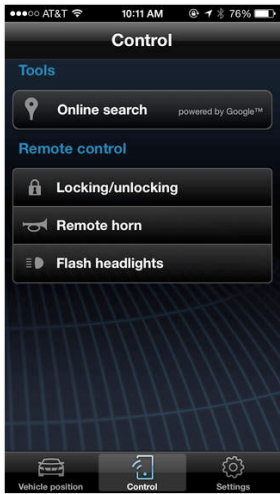 AT&T 10:11 AM 76%
Control
Tools
Online search powered by Google™
Remote control
Locking/unlocking
Remote horn
Flash headlights
Vehicle position Control Settings